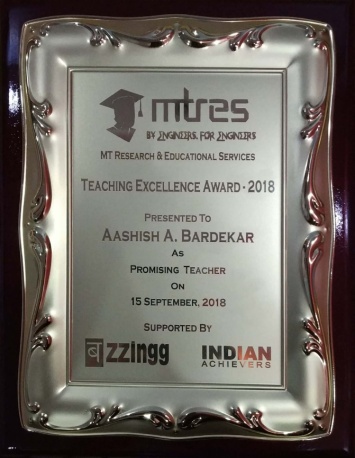 mtres
BY ENGINEERS, FOR ENGINEERS
MT RESEARCH & EDUCATIONAL SERVICES
TEACHING EXCELLENCE AWARD - 2018
PRESENTED TO
AASHISH A. BARDEKAR
AS
PROMISING TEACHER
ON
15 SEPTEMBER, 2018
SUPPORTED BY
azzingg
INDIAN
ACHIEVERS